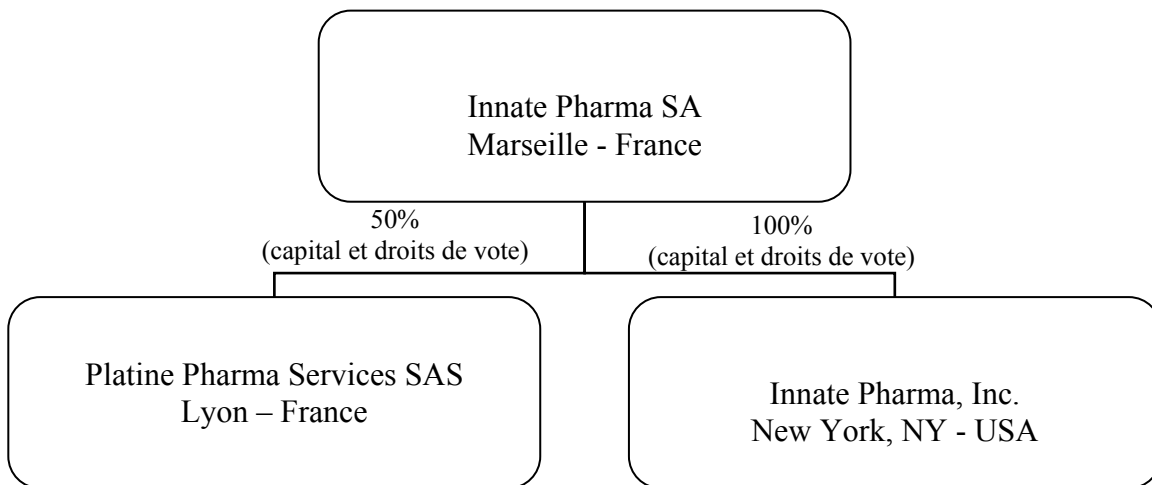 Innate Pharma SA
Marseille - France
50%
(capital et droits de vote)
100%
(capital et droits de vote)
Platine Pharma Services SAS
Lyon – France
Innate Pharma, Inc.
New York, NY - USA